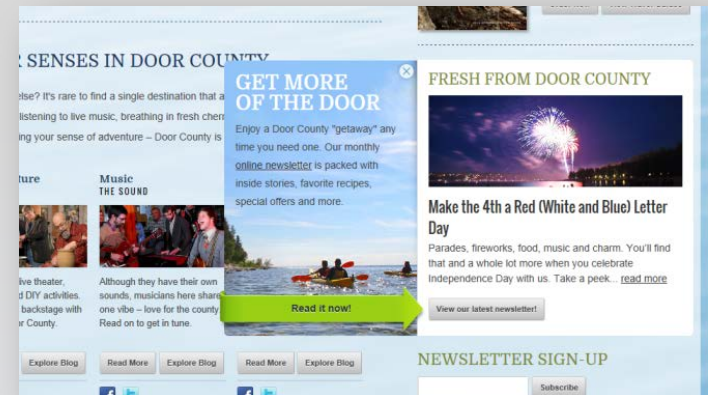 SENSES IN DOOR COUNTY
else? It's rare to find a single destination that a
listening to live music, breathing in fresh cherr
ing your sense of adventure – Door County is
ture
ive theater,
d DIY activities.
backstage with
or County.
Explore Blog
Music
THE SOUND
Although they have their own
sounds, musicians here share
one vibe – love for the county.
Read on to get in tune.
Read More Explore Blog
Read More Explore Blog
GET MORE
OF THE DOOR
Enjoy a Door County "getaway" any
time you need one. Our monthly
online newsletter is packed with
inside stories, favorite recipes,
special offers and more.
Read it now!
FRESH FROM DOOR COUNTY
Make the 4th a Red (White and Blue) Letter
Day
Parades, fireworks, food, music and charm. You'll find
that and a whole lot more when you celebrate
Independence Day with us. Take a peek... read more
View our latest newsletter!
NEWSLETTER SIGN-UP
Subscribe